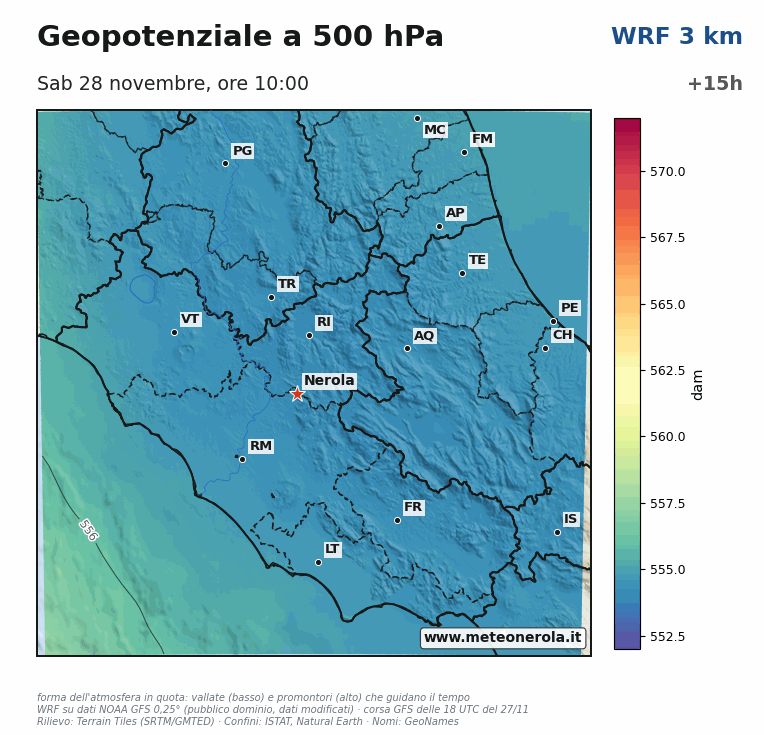 Geopotenziale a 500 hPa
WRF 3 km
Sab 28 novembre, ore 10:00
+15h
MC
FM
PG
AP
TE
TR
PE
VT
RI
AQ
CH
Nerola
RM
FR
IS
LT
556
www.meteonerola.it
570.0
567.5
565.0
562.5
560.0
557.5
555.0
552.5
dam
forma dell'atmosfera in quota: vallate (basso) e promontori (alto) che guidano il tempo
WRF su dati NOAA GFS 0,25° (pubblico dominio, dati modificati) · corsa GFS delle 18 UTC del 27/11
Rilievo: Terrain Tiles (SRTM/GMTED) · Confini: ISTAT, Natural Earth · Nomi: GeoNames